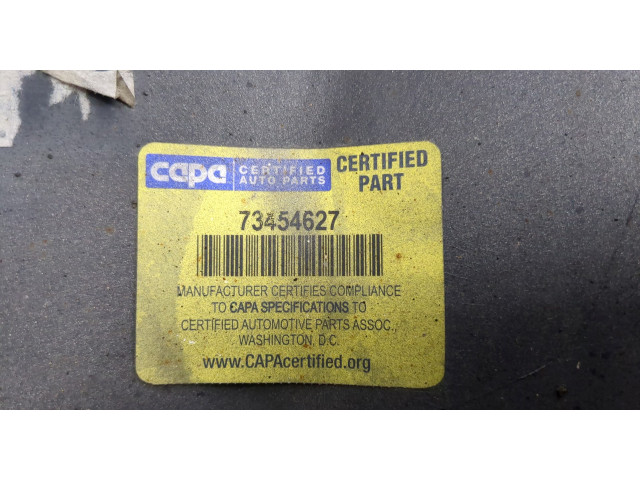 capa CERTIFIED AUTO PARTS
CERTIFIED PART
73454627
MANUFACTURER CERTIFIES COMPLIANCE
TO CAPA SPECIFICATIONS TO
CERTIFIED AUTOMOTIVE PARTS ASSOC.,
WASHINGTON, D.C.
www.CAPAcertified.org